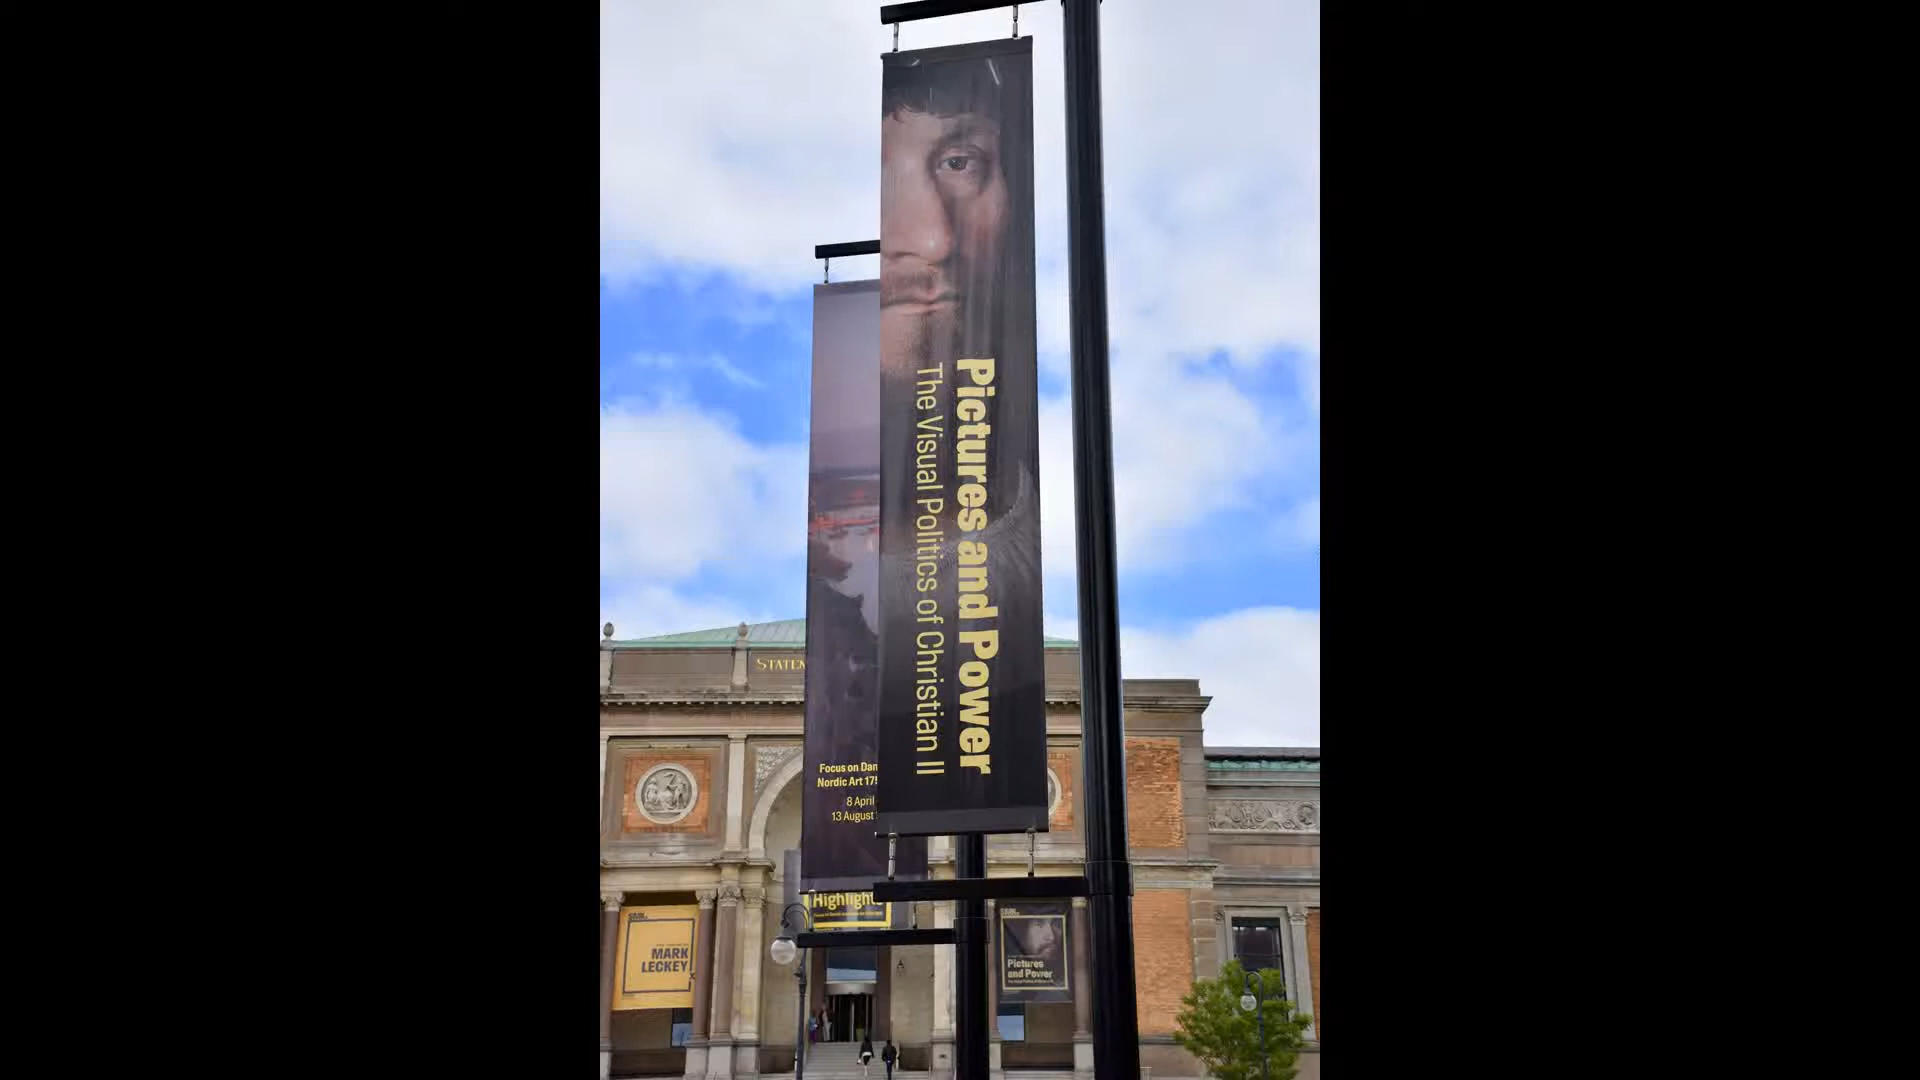 Pictures and Power
The Visual Politics of Christian II
STATEN
Focus on Dan
Nordic Art 17
8 April
13 August
Highlights
MARK
LECKEY
Pictures
and Power